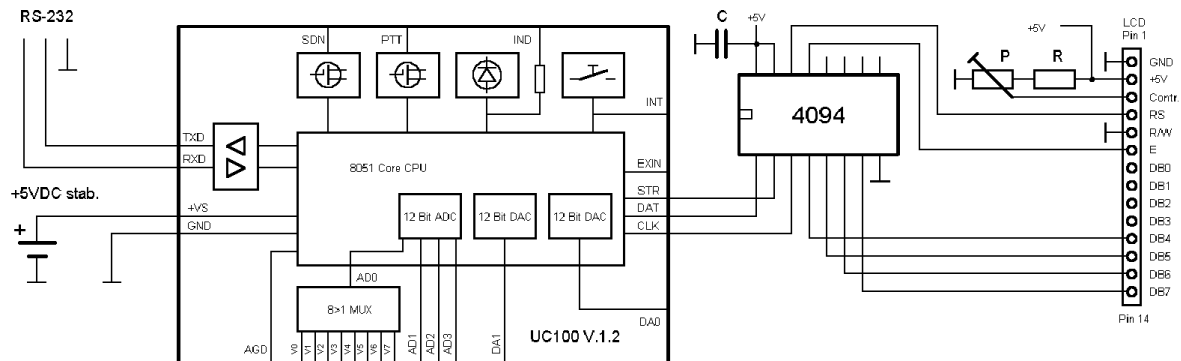 RS-232
SDN
PTT
IND
INT
TXD
RXD
8051 Core CPU
+5VDC stab.
+VS
GND
+
12 Bit ADC
12 Bit DAC
12 Bit DAC
EXIN
STR
DAT
CLK
AD0
8>1 MUX
AGD
V0
V1
V2
V3
V4
V5
V6
V7
AD1
AD2
AD3
DA1
DA0
UC100 V.1.2
C
+5V
4094
+5V
P
R
LCD
Pin 1
GND
+5V
Contr.
RS
R/W
E
DB0
DB1
DB2
DB3
DB4
DB5
DB6
DB7
Pin 14